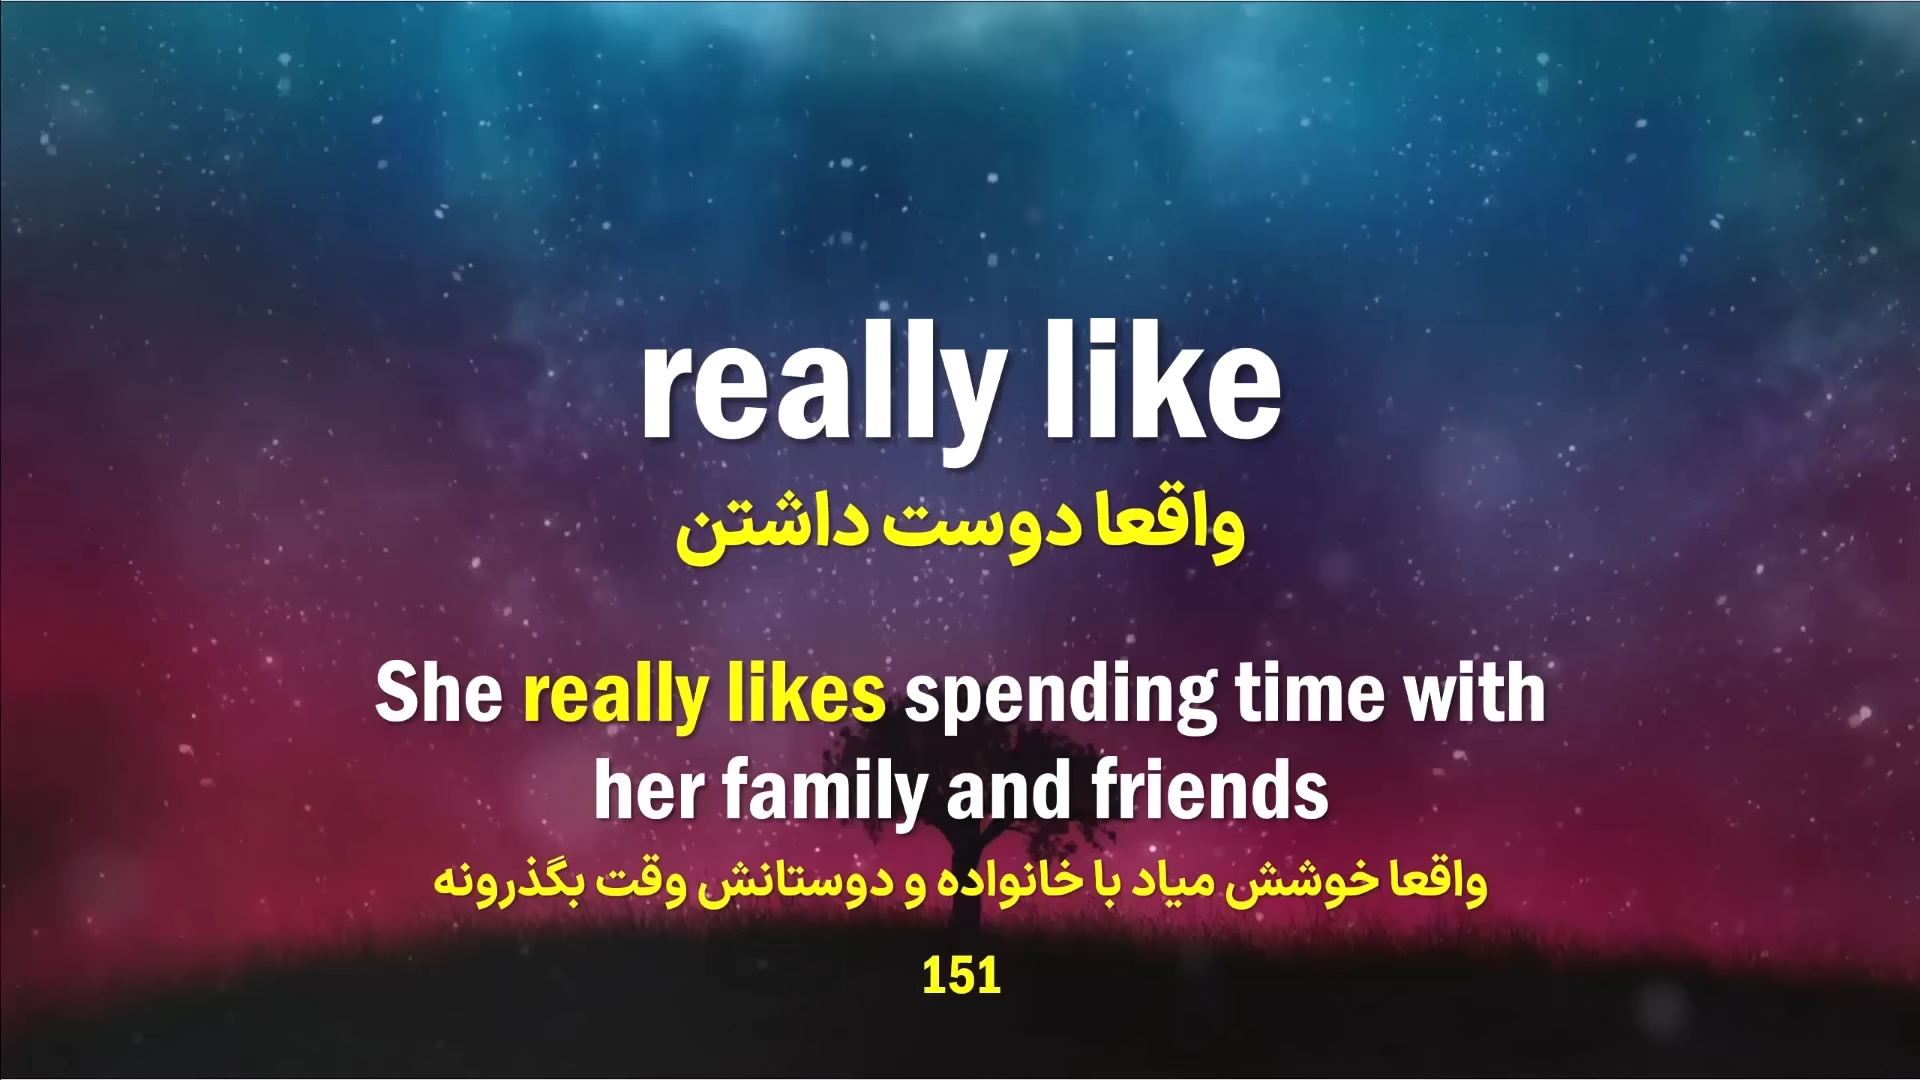 really like
واقعا دوست داشتن
She really likes spending time with
her family and friends
واقعا خوشش میاد با خانواده و دوستانش وقت بگذرونه
151